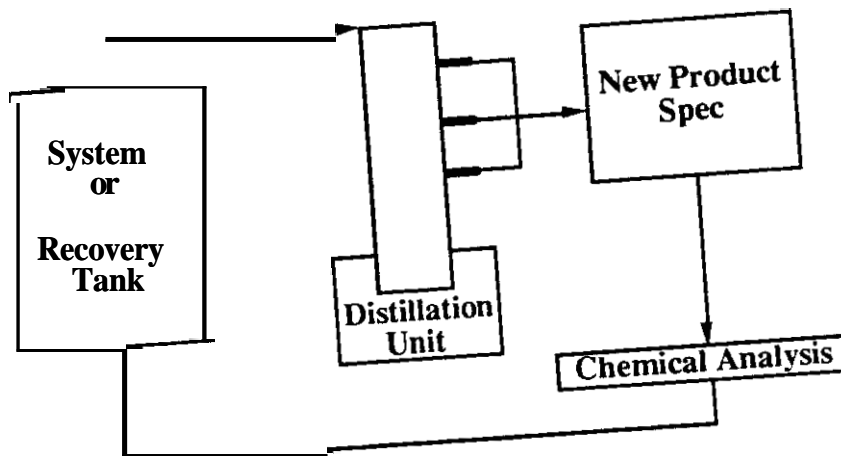 System
or
Recovery
Tank
Distillation
Unit
New Product
Spec
Chemical Analysis